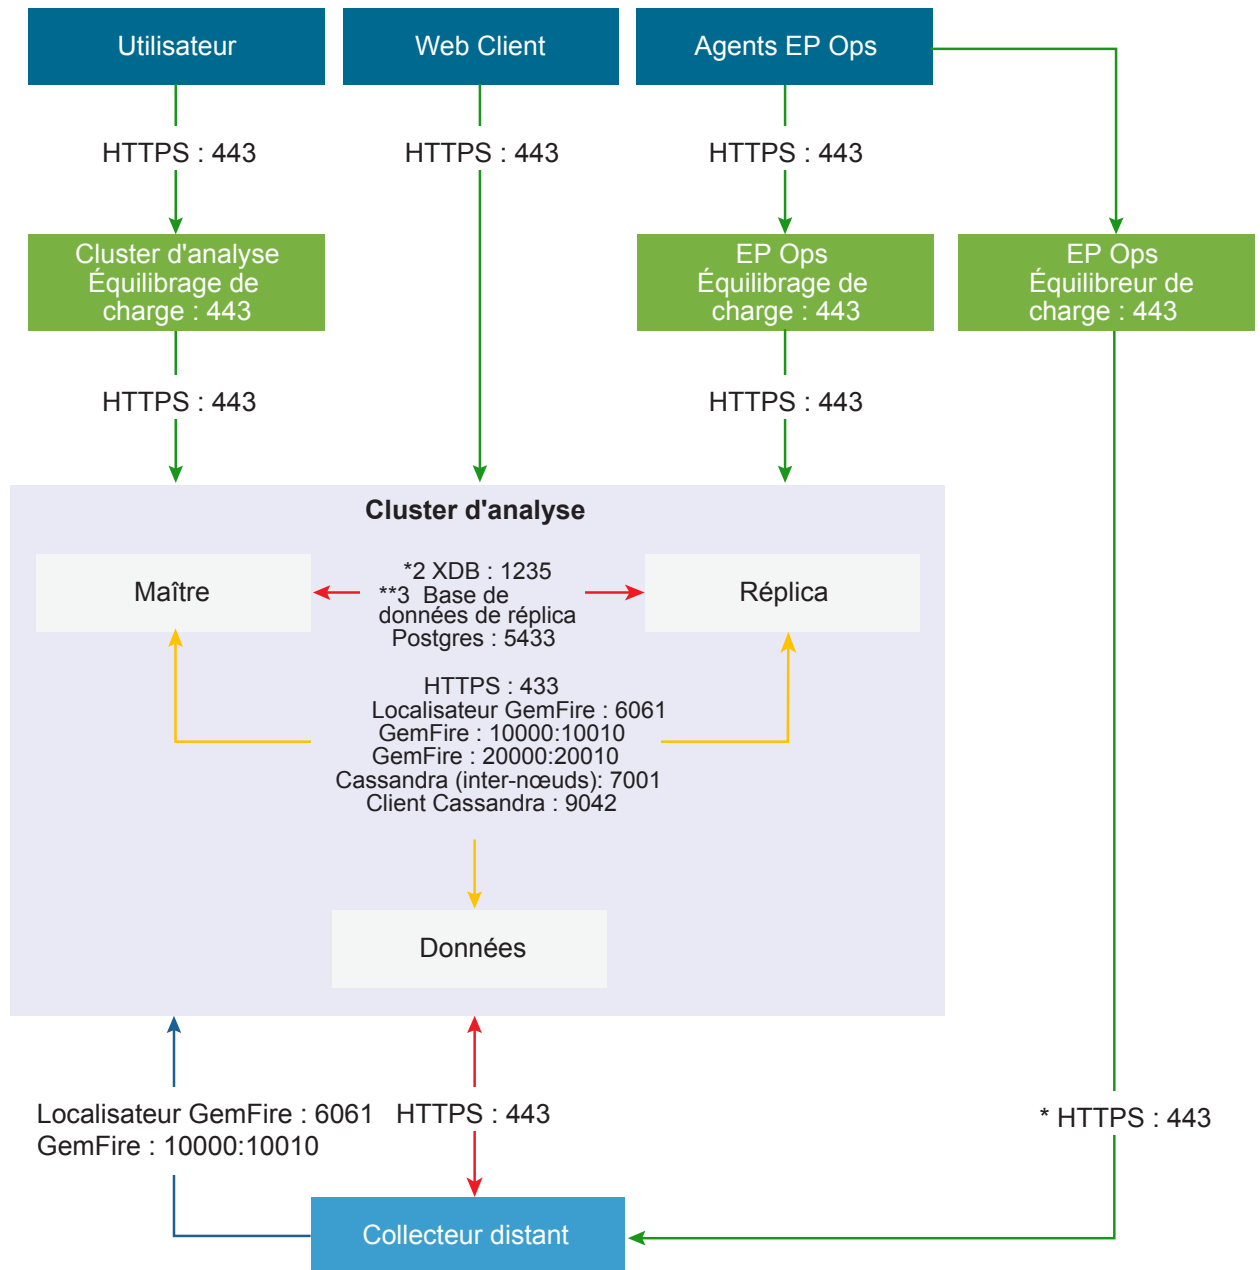 Utilisateur
Web Client
Agents EP Ops
HTTPS : 443
HTTPS : 443
HTTPS : 443
Cluster d'analyse
Équilibrage de
charge : 443
EP Ops
Équilibrage de
charge : 443
EP Ops
Équilibreur de
charge : 443
HTTPS : 443
HTTPS : 443
Cluster d'analyse
Maître
*2 XDB : 1235
**3 Base de
données de réplica
Postgres : 5433
Réplica
HTTPS : 433
Localisateur GemFire : 6061
GemFire : 10000:10010
GemFire : 20000:20010
Cassandra (inter-nœuds): 7001
Client Cassandra : 9042
Données
Localisateur GemFire : 6061
GemFire : 10000:10010
HTTPS : 443
* HTTPS : 443
Collecteur distant